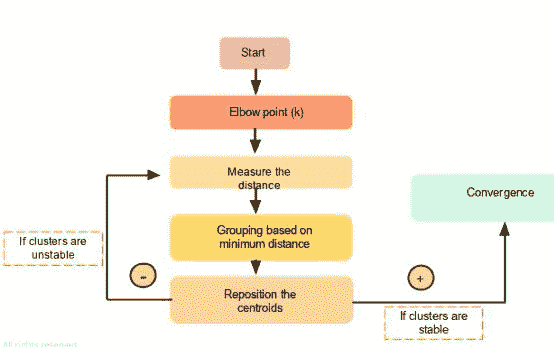 Start
Elbow point (k)
Measure the
distance
Convergence
Grouping based on
minimum distance
If clusters are
unstable
-
+
Reposition the
centroids
If clusters are
stable
All rights reserved